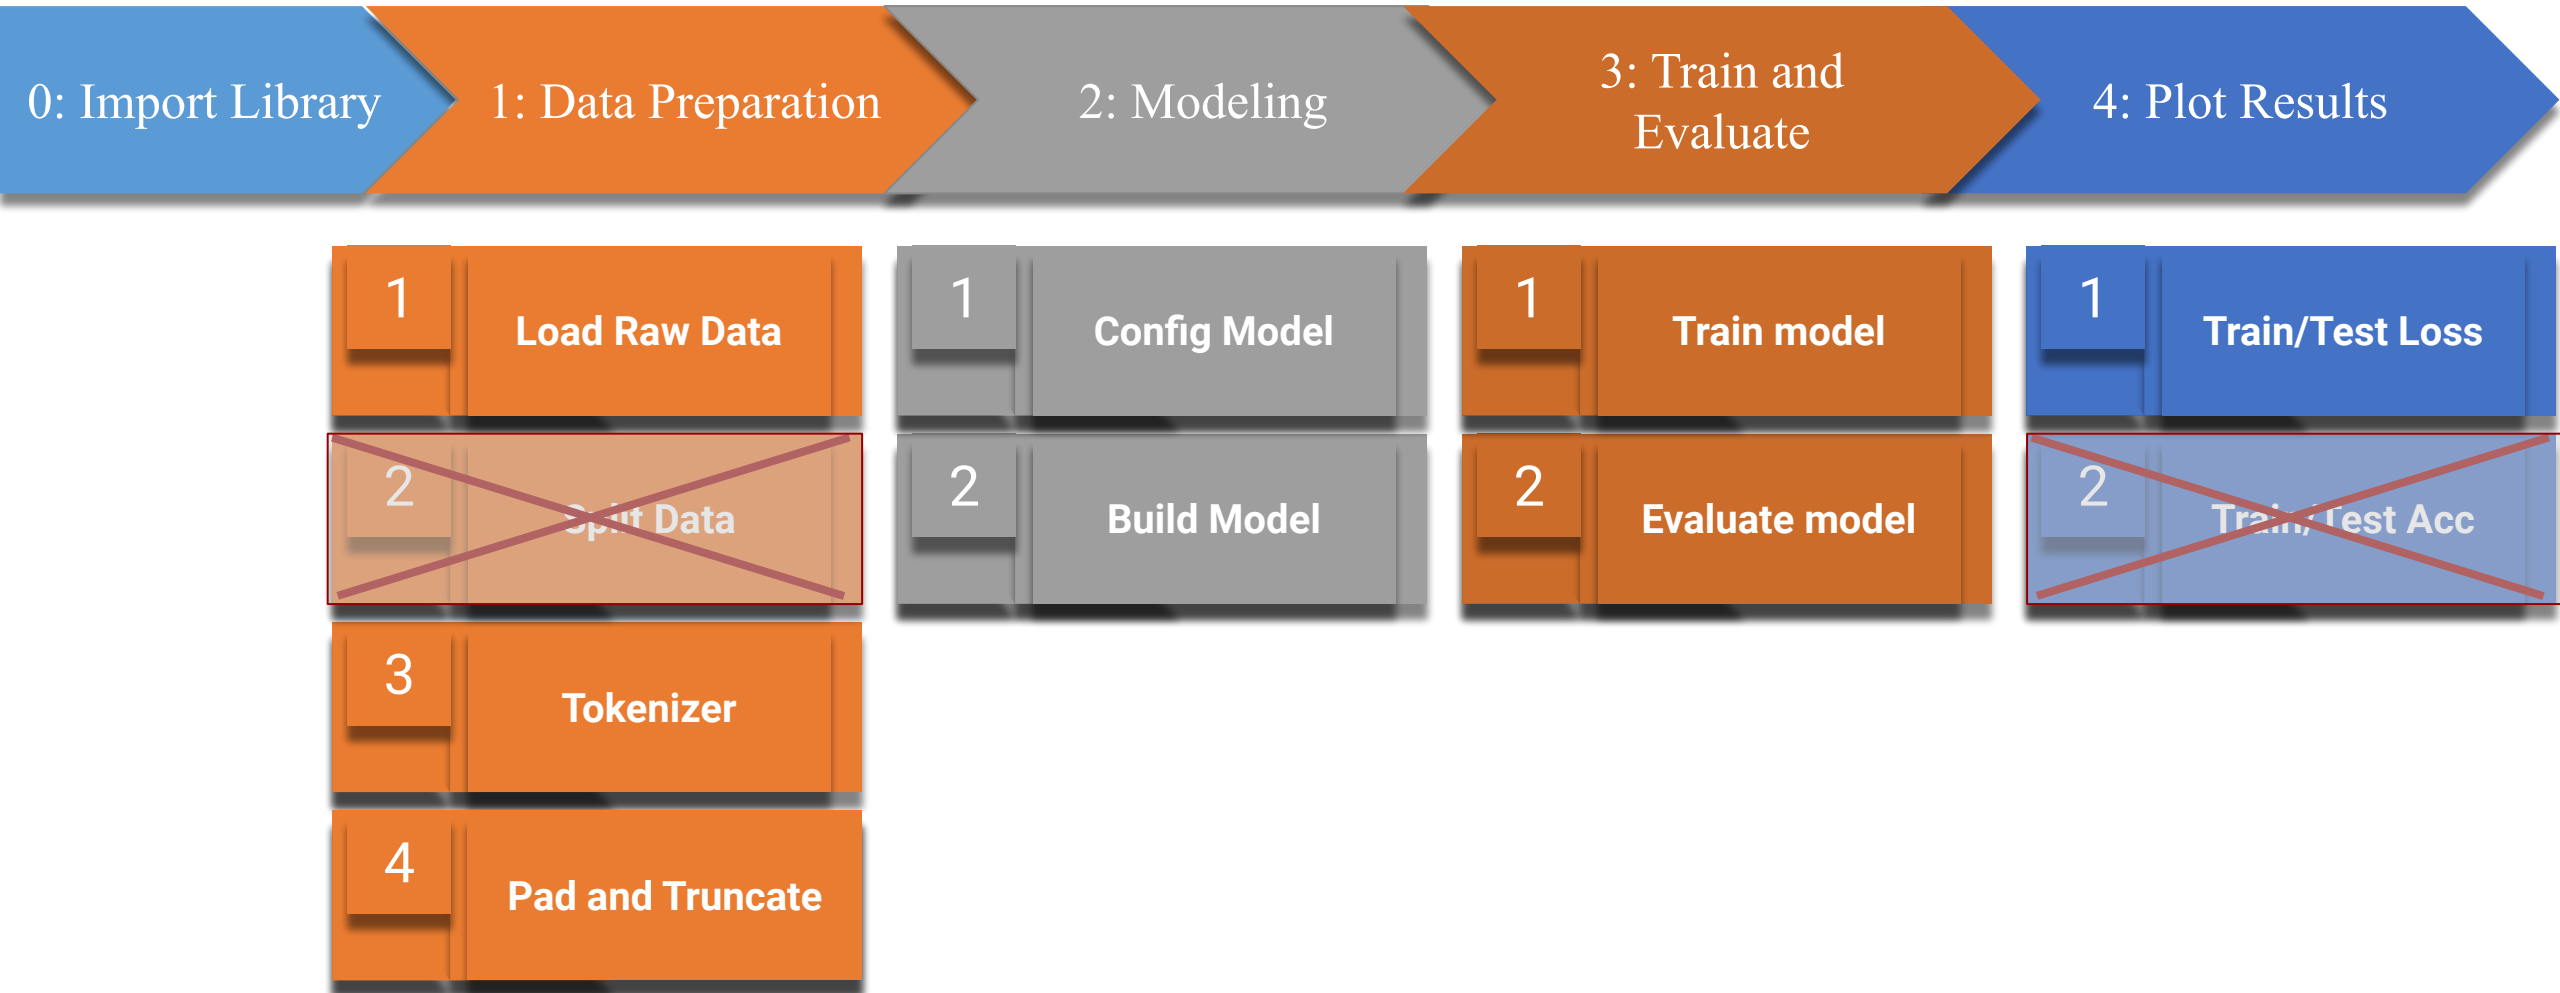 0: Import Library
1: Data Preparation
2: Modeling
3: Train and
Evaluate
4: Plot Results
1
Load Raw Data
2
Split Data
3
Tokenizer
4
Pad and Truncate
1
Config Model
2
Build Model
1
Train model
2
Evaluate model
1
Train/Test Loss
2
Train/Test Acc